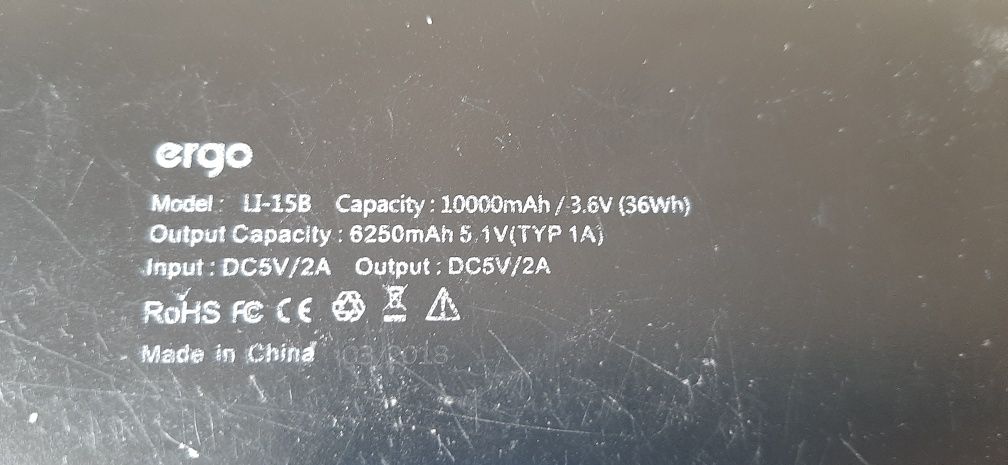 ergo
Model : LI-15B Capacity : 10000mAh / 3.6V (36Wh)
Output Capacity : 6250mAh 5.1V(TYP 1A)
Input : DC5V/2A Output : DC5V/2A
RoHS FC CE
Made in China 03/2018